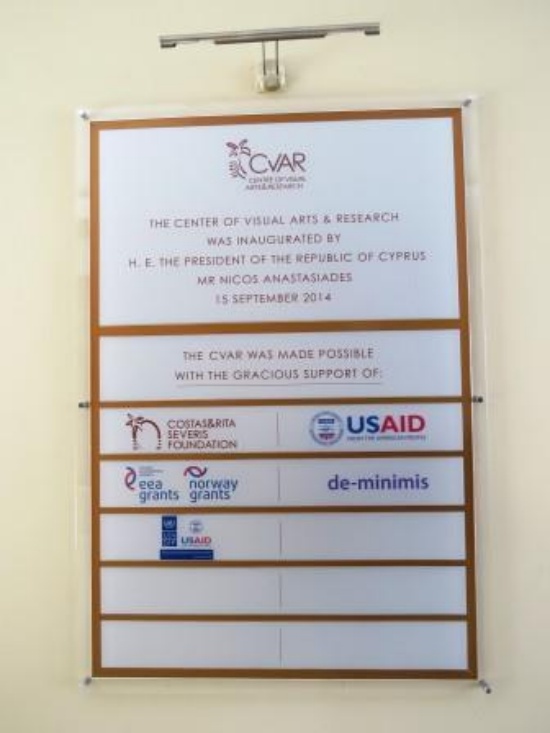 CVAR
CENTRE OF VISUAL
ARTS & RESEARCH
THE CENTER OF VISUAL ARTS & RESEARCH
WAS INAUGURATED BY
H. E. THE PRESIDENT OF THE REPUBLIC OF CYPRUS
MR NICOS ANASTASIADES
15 SEPTEMBER 2014
THE CVAR WAS MADE POSSIBLE
WITH THE GRACIOUS SUPPORT OF:
COSTAS&RITA
SEVERIS
FOUNDATION
USAID
FROM THE AMERICAN PEOPLE
eea
grants
norway
grants
de-minimis
USAID